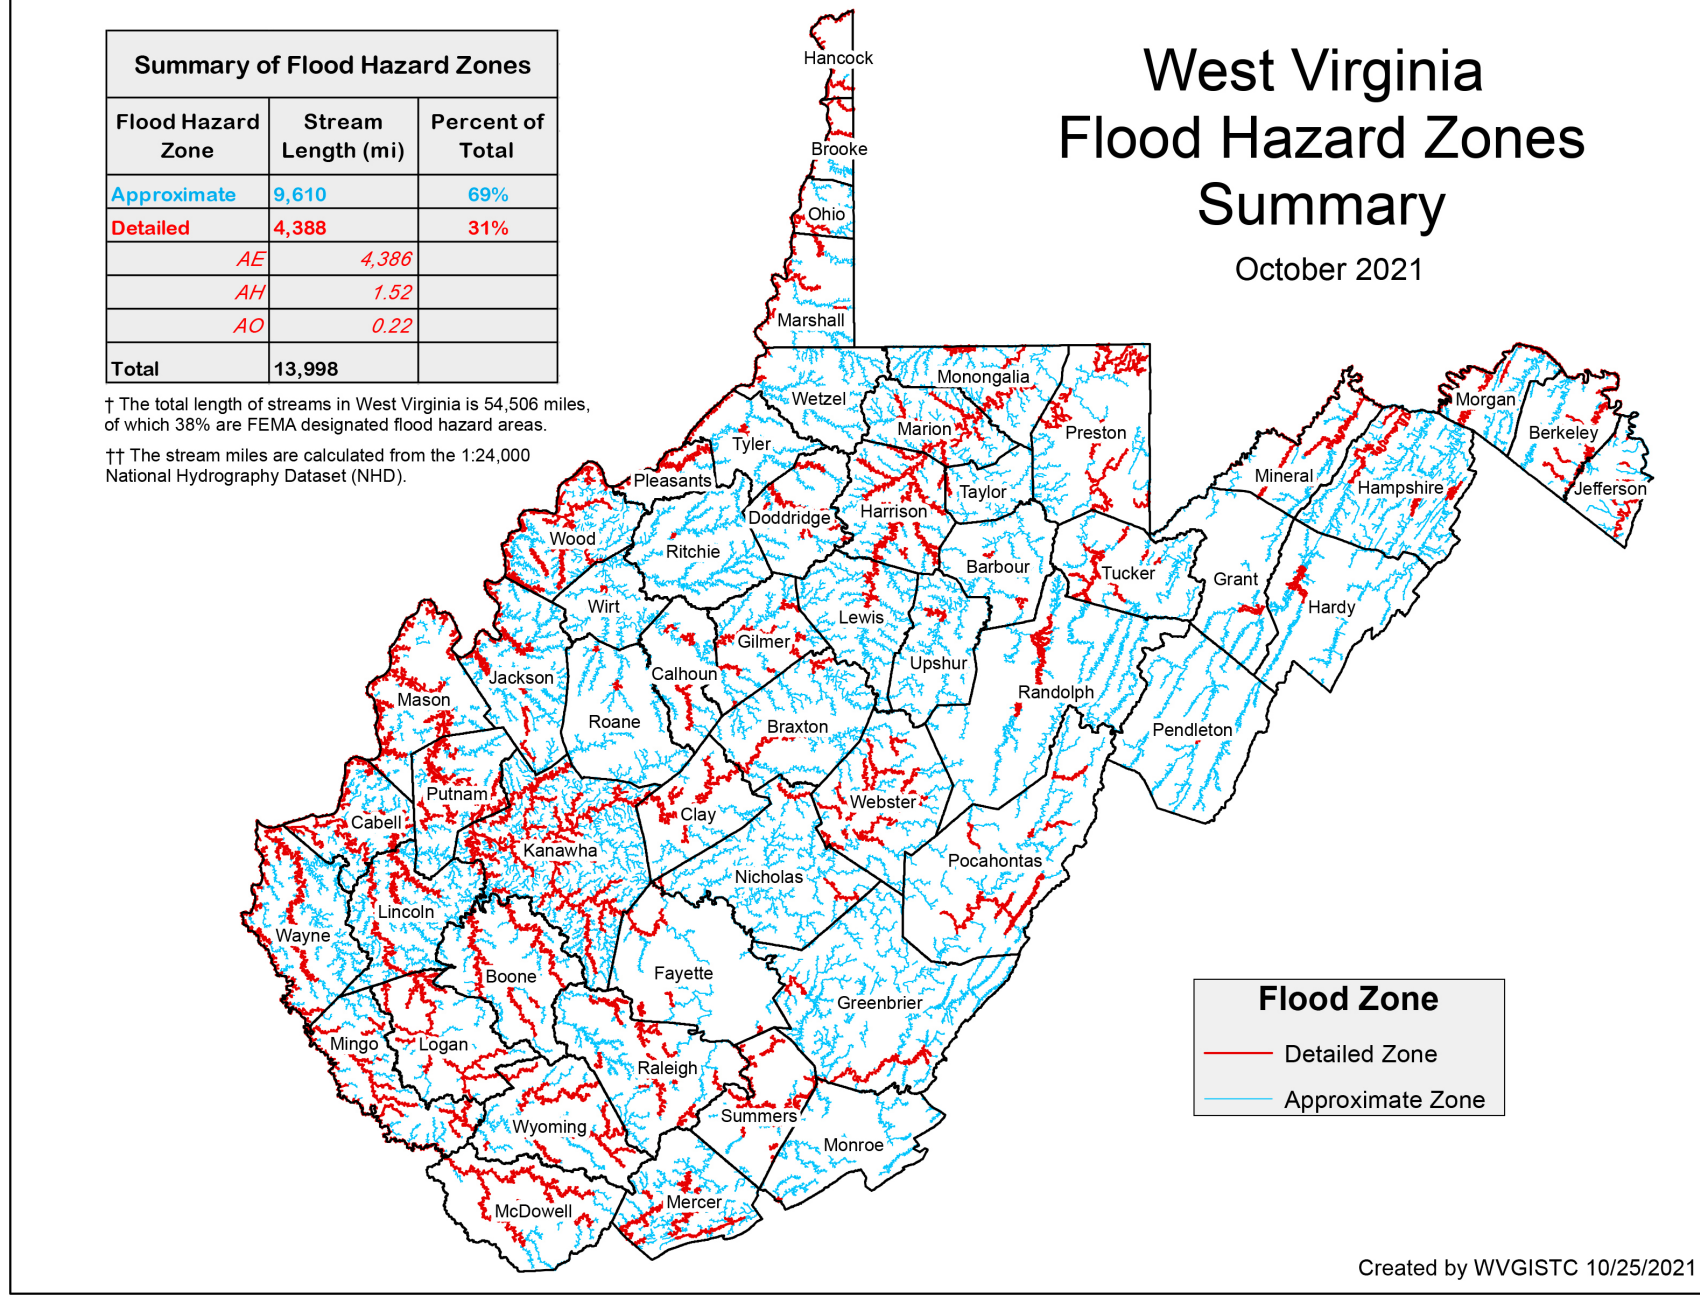 Summary of Flood Hazard Zones
Flood Hazard Zone Stream Length (mi) Percent of Total
Approximate 9,610 69%
Detailed 4,388 31%
AE 4,386
AH 1.52
AO 0.22
Total 13,998
† The total length of streams in West Virginia is 54,506 miles,
of which 38% are FEMA designated flood hazard areas.
†† The stream miles are calculated from the 1:24,000
National Hydrography Dataset (NHD).
West Virginia
Flood Hazard Zones
Summary
October 2021
Hancock
Brooke
Ohio
Marshall
Wetzel
Monongalia
Marion
Preston
Tyler
Pleasants
Doddridge
Harrison
Taylor
Mineral
Hampshire
Morgan
Berkeley
Jefferson
Wood
Ritchie
Barbour
Tucker
Grant
Hardy
Wirt
Lewis
Gilmer
Calhoun
Upshur
Randolph
Jackson
Mason
Roane
Braxton
Pendleton
Putnam
Cabell
Clay
Webster
Kanawha
Nicholas
Pocahontas
Lincoln
Wayne
Boone
Fayette
Greenbrier
Mingo
Logan
Raleigh
Summers
Wyoming
Monroe
Mercer
McDowell
Flood Zone
Detailed Zone
Approximate Zone
Created by WVGISTC 10/25/2021